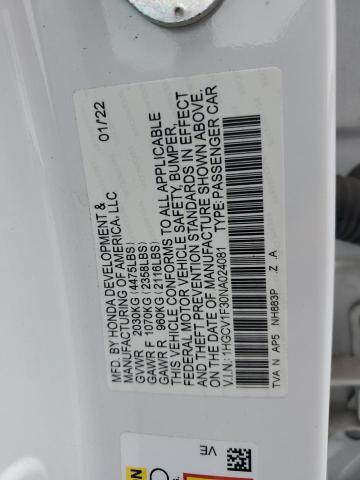 MFD. BY HONDA DEVELOPMENT & 01/22
MANUFACTURING OF AMERICA, LLC
GVWR 2030KG (4475LBS)
GAWR F 1070KG (2358LBS)
GAWR R 960KG (2116LBS)
THIS VEHICLE CONFORMS TO ALL APPLICABLE
FEDERAL MOTOR VEHICLE SAFETY, BUMPER,
AND THEFT PREVENTION STANDARDS IN EFFECT
ON THE DATE OF MANUFACTURE SHOWN ABOVE.
V.I.N.: 1HGCV1F30NA024081 TYPE: PASSENGER CAR
TVA N AP5 NH883P Z .A
VE